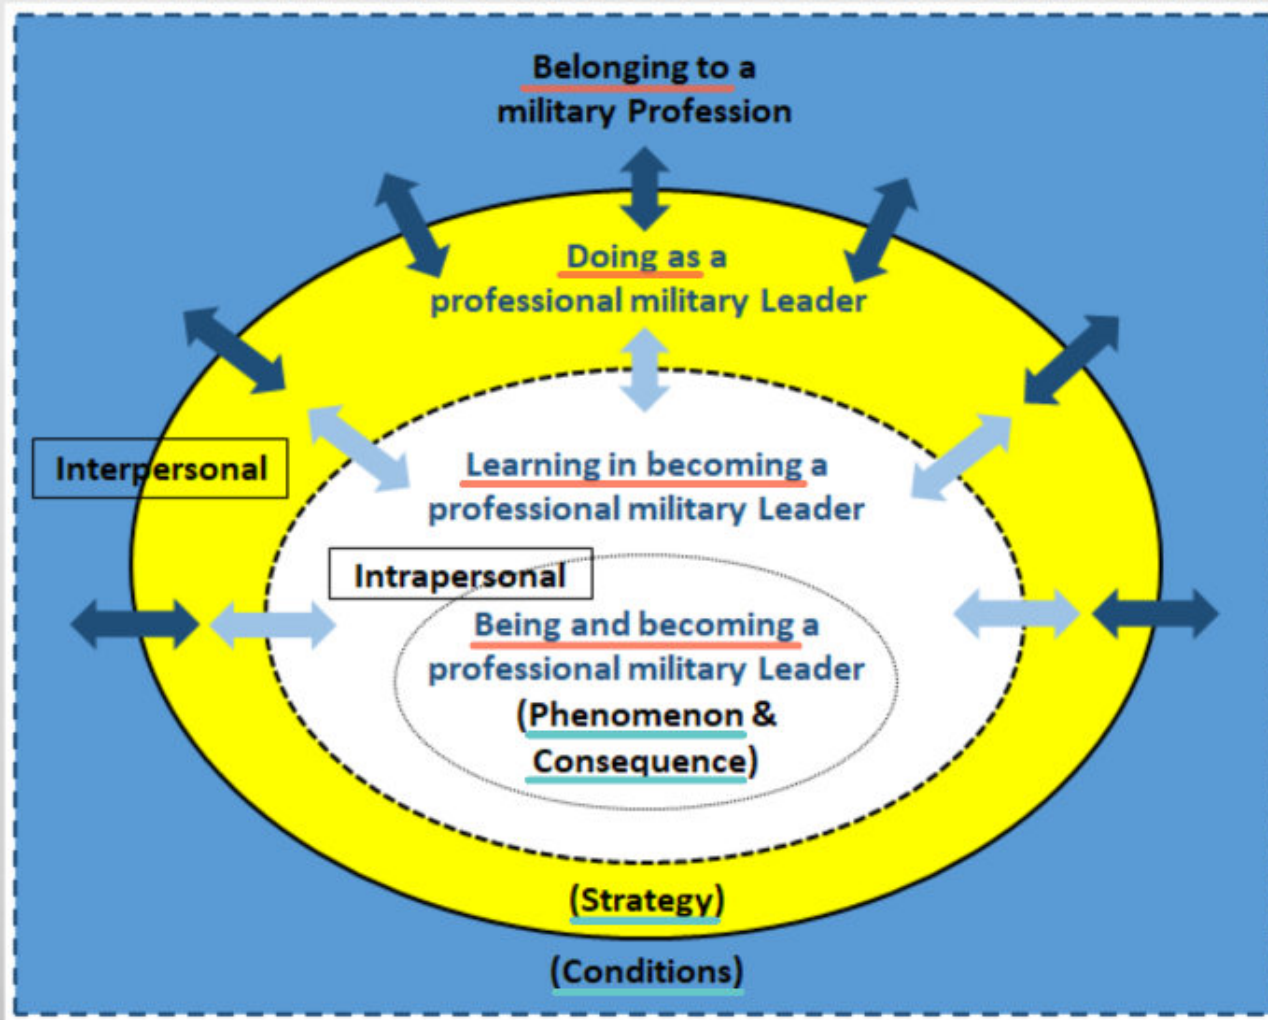 Belonging to a
military Profession
Doing as a
professional military Leader
Interpersonal
Learning in becoming a
professional military Leader
Intrapersonal
Being and becoming a
professional military Leader
(Phenomenon &
Consequence)
(Strategy)
(Conditions)